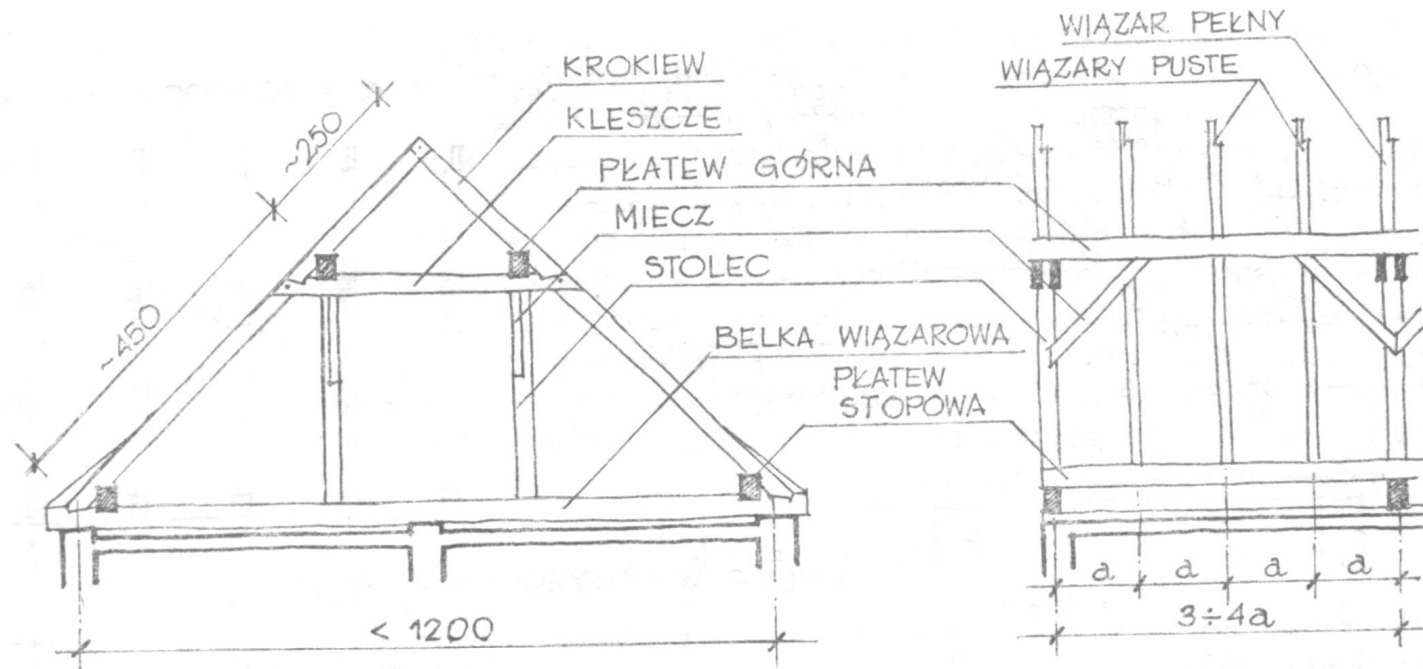 WIĄZAR PEŁNY
WIĄZARY PUSTE
KROKIEW
KLESZCZE
PŁATEW GÓRNA
MIECZ
STOLEC
BELKA WIĄZAROWA
PŁATEW
STOPOWA
~250
~450
< 1200
a a a a
3÷4a